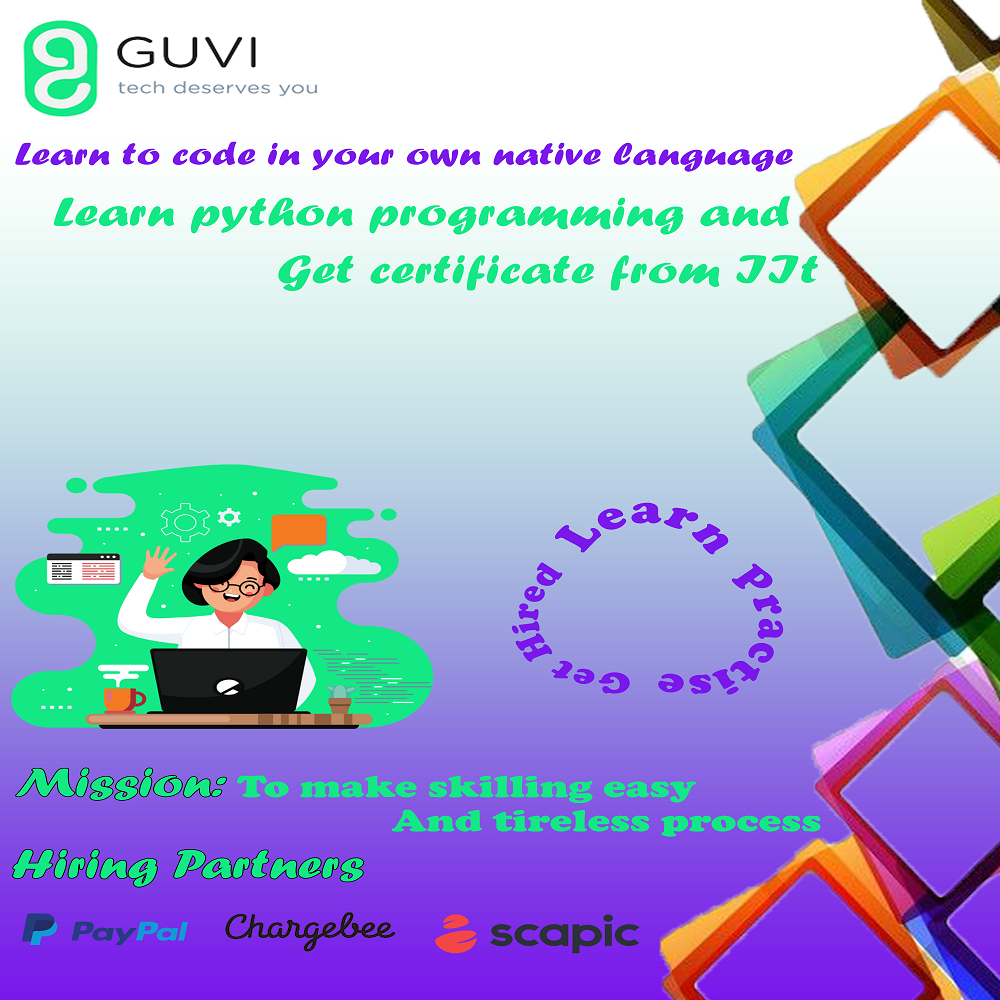 GUVI
tech deserves you
Learn to code in your own native language
Learn python programming and
Get certificate from IIt
Learn Practise Get Hired
Mission: To make skilling easy
And tireless process
Hiring Partners
PayPal Chargebee scapic